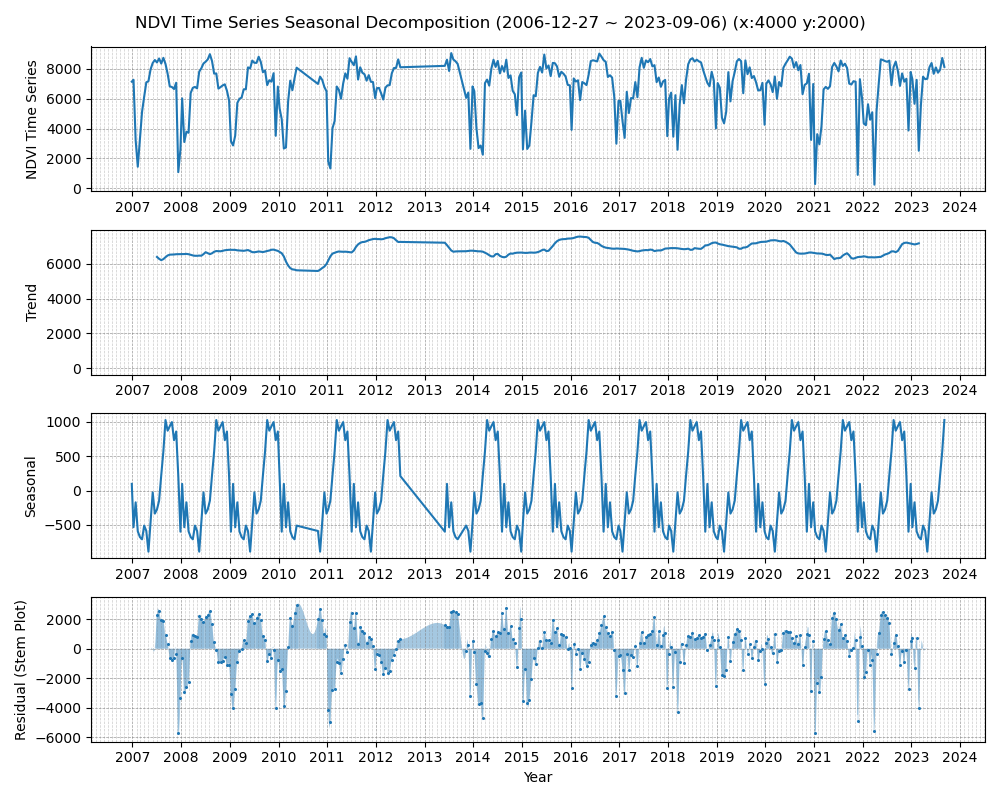 NDVI Time Series Seasonal Decomposition (2006-12-27 ~ 2023-09-06) (x:4000 y:2000)
NDVI Time Series
8000
6000
4000
2000
0
2007 2008 2009 2010 2011 2012 2013 2014 2015 2016 2017 2018 2019 2020 2021 2022 2023 2024
Trend
6000
4000
2000
0
2007 2008 2009 2010 2011 2012 2013 2014 2015 2016 2017 2018 2019 2020 2021 2022 2023 2024
Seasonal
1000
500
0
−500
2007 2008 2009 2010 2011 2012 2013 2014 2015 2016 2017 2018 2019 2020 2021 2022 2023 2024
Residual (Stem Plot)
2000
0
−2000
−4000
−6000
2007 2008 2009 2010 2011 2012 2013 2014 2015 2016 2017 2018 2019 2020 2021 2022 2023 2024
Year